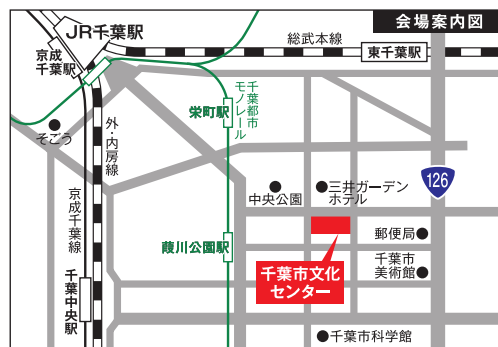 会場案内図
JR千葉駅
総武本線
東千葉駅
京成
千葉駅
千葉都市
モノレール
栄町駅
そごう
外・内房線
126
中央公園
三井ガーデン
ホテル
京成千葉線
葭川公園駅
郵便局
千葉市文化
センター
千葉市
美術館
千葉中央駅
千葉市科学館